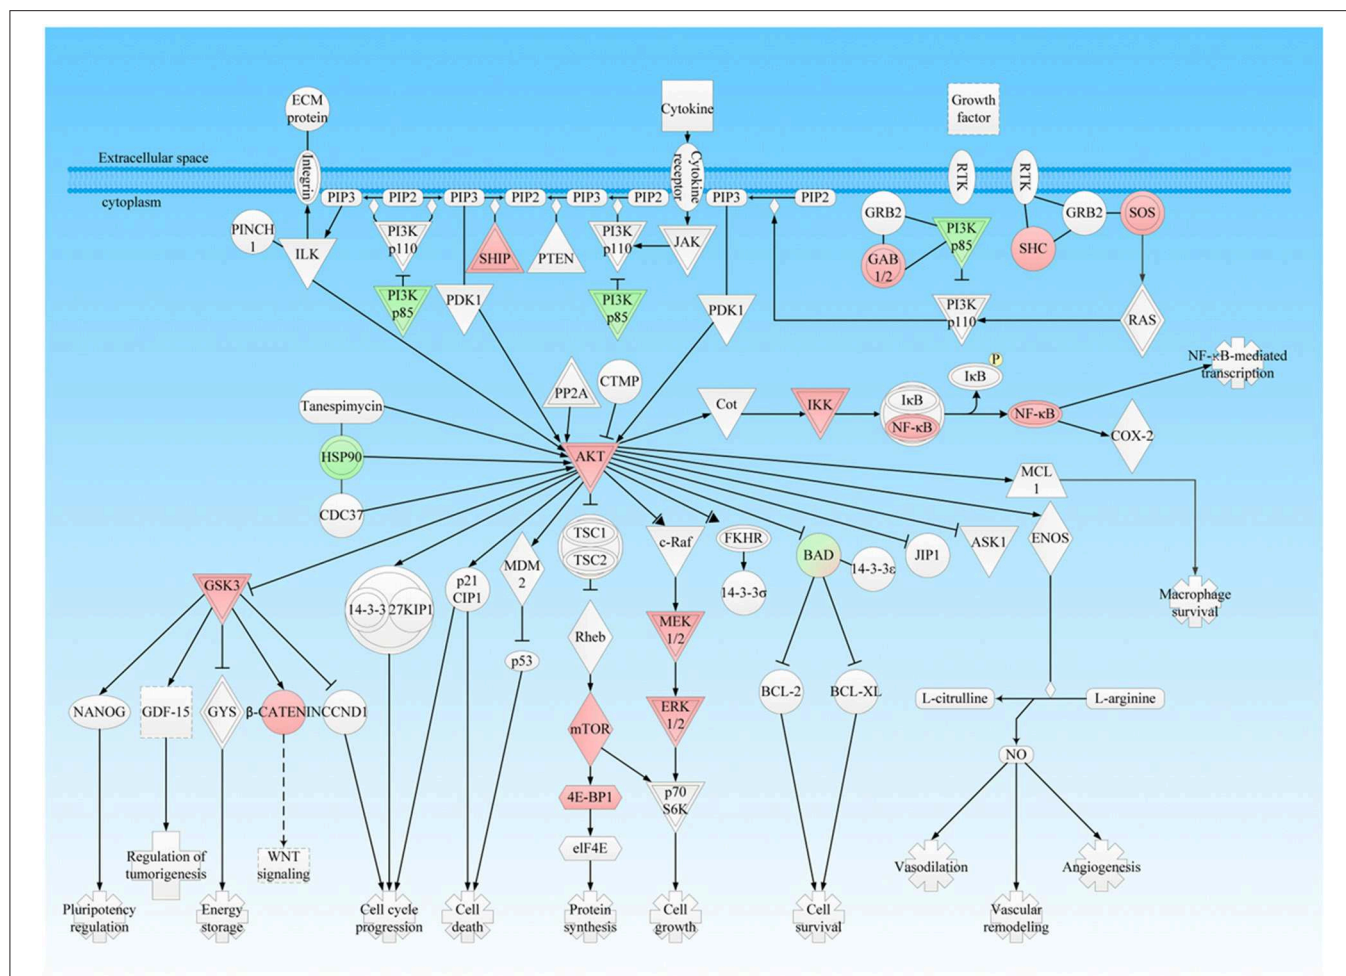 ECM
protein
Cytokine
Growth
factor
Extracellular space
cytoplasm
Integrin
Cytokine
receptor
RTK
RTK
PIP3
PIP2
PIP3
PIP2
PIP3
PIP2
PIP3
PIP2
GRB2
GRB2
SOS
PINCH
1
ILK
PI3K
p110
SHIP
PTEN
PI3K
p110
JAK
PI3K
p85
SHC
GAB
1/2
PI3K
p85
PDK1
PI3K
p85
PDK1
PI3K
p110
RAS
NF-κB-mediated
transcription
P
IκB
PP2A
CTMP
Tanespimycin
Cot
IKK
IκB
NF-κB
NF-κB
COX-2
HSP90
AKT
MCL
1
CDC37
TSC1
TSC2
c-Raf
FKHR
BAD
14-3-3ε
JIP1
ASK1
ENOS
GSK3
MDM
2
p21
CIP1
14-3-3
27KIP1
14-3-3σ
Macrophage
survival
MEK
1/2
Rheb
p53
NANOG
GDF-15
GYS
β-CATENIN
CCND1
mTOR
ERK
1/2
BCL-2
BCL-XL
L-citrulline
L-arginine
NO
4E-BP1
p70
S6K
eIF4E
Regulation of
tumorigenesis
WNT
signaling
Vasodilation
Angiogenesis
Pluripotency
regulation
Energy
storage
Cell cycle
progression
Cell
death
Protein
synthesis
Cell
growth
Cell
survival
Vascular
remodeling